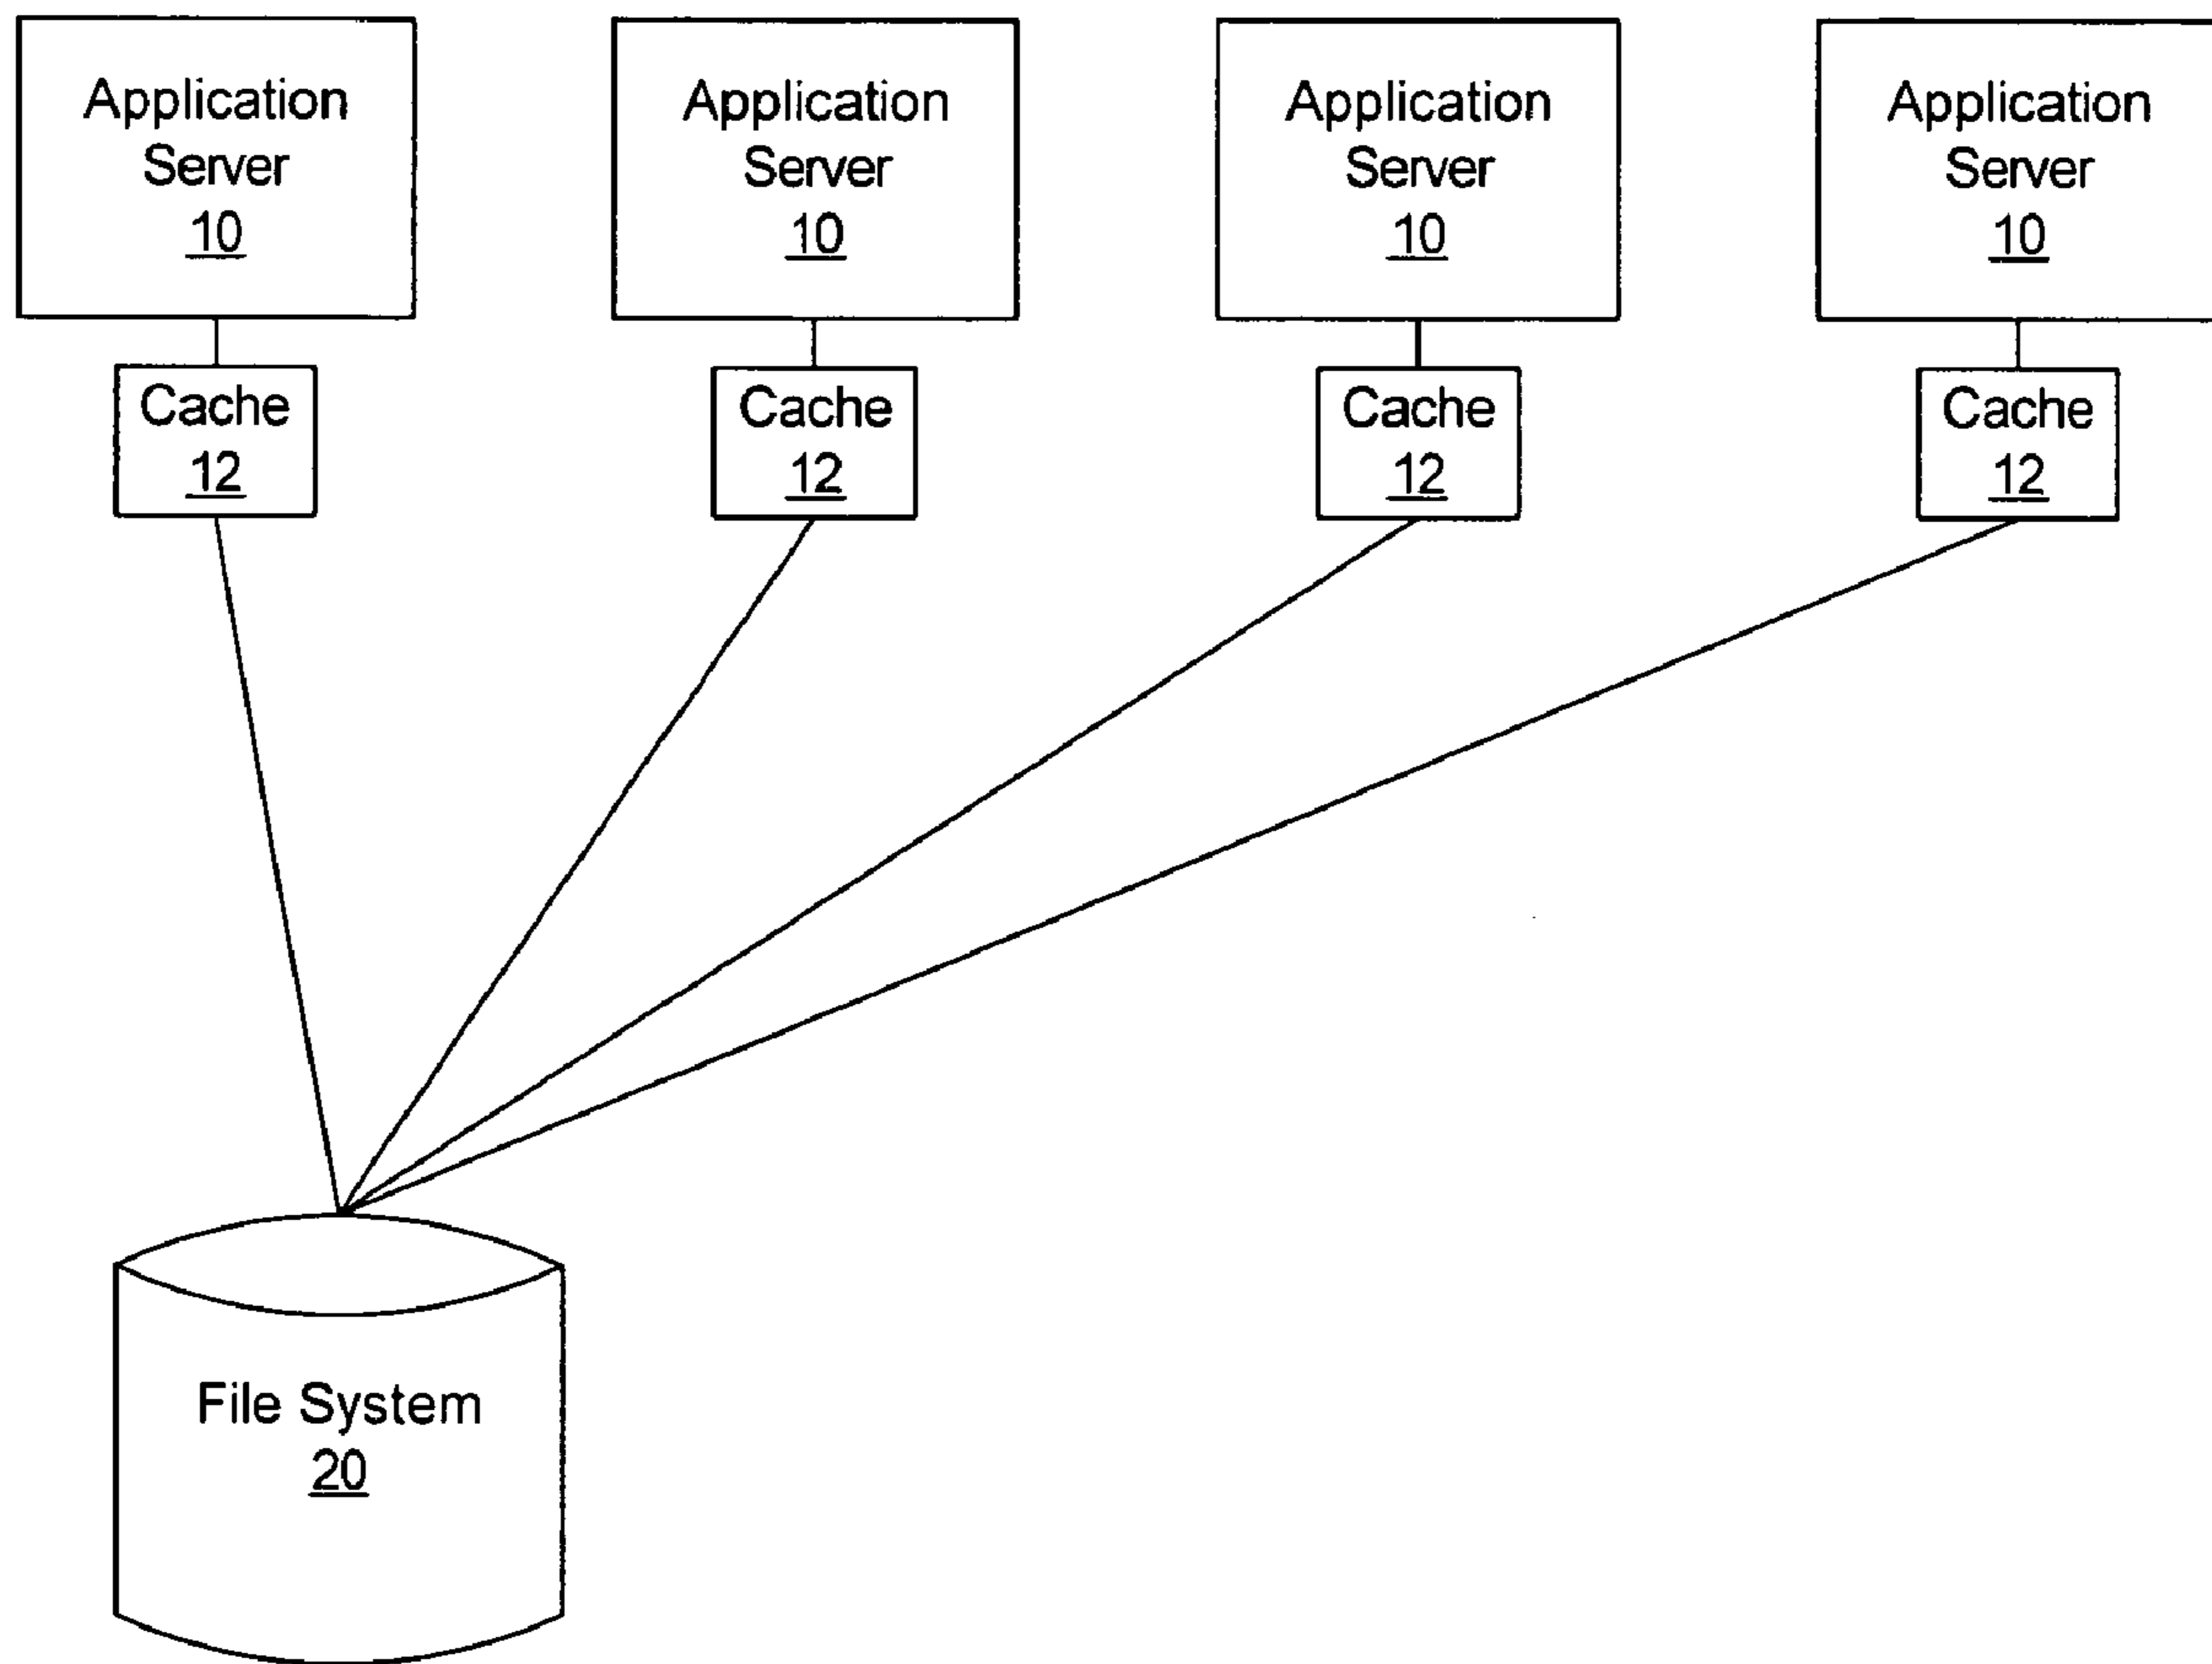 Application
Server
10
Application
Server
10
Application
Server
10
Application
Server
10
Cache
12
Cache
12
Cache
12
Cache
12
File System
20